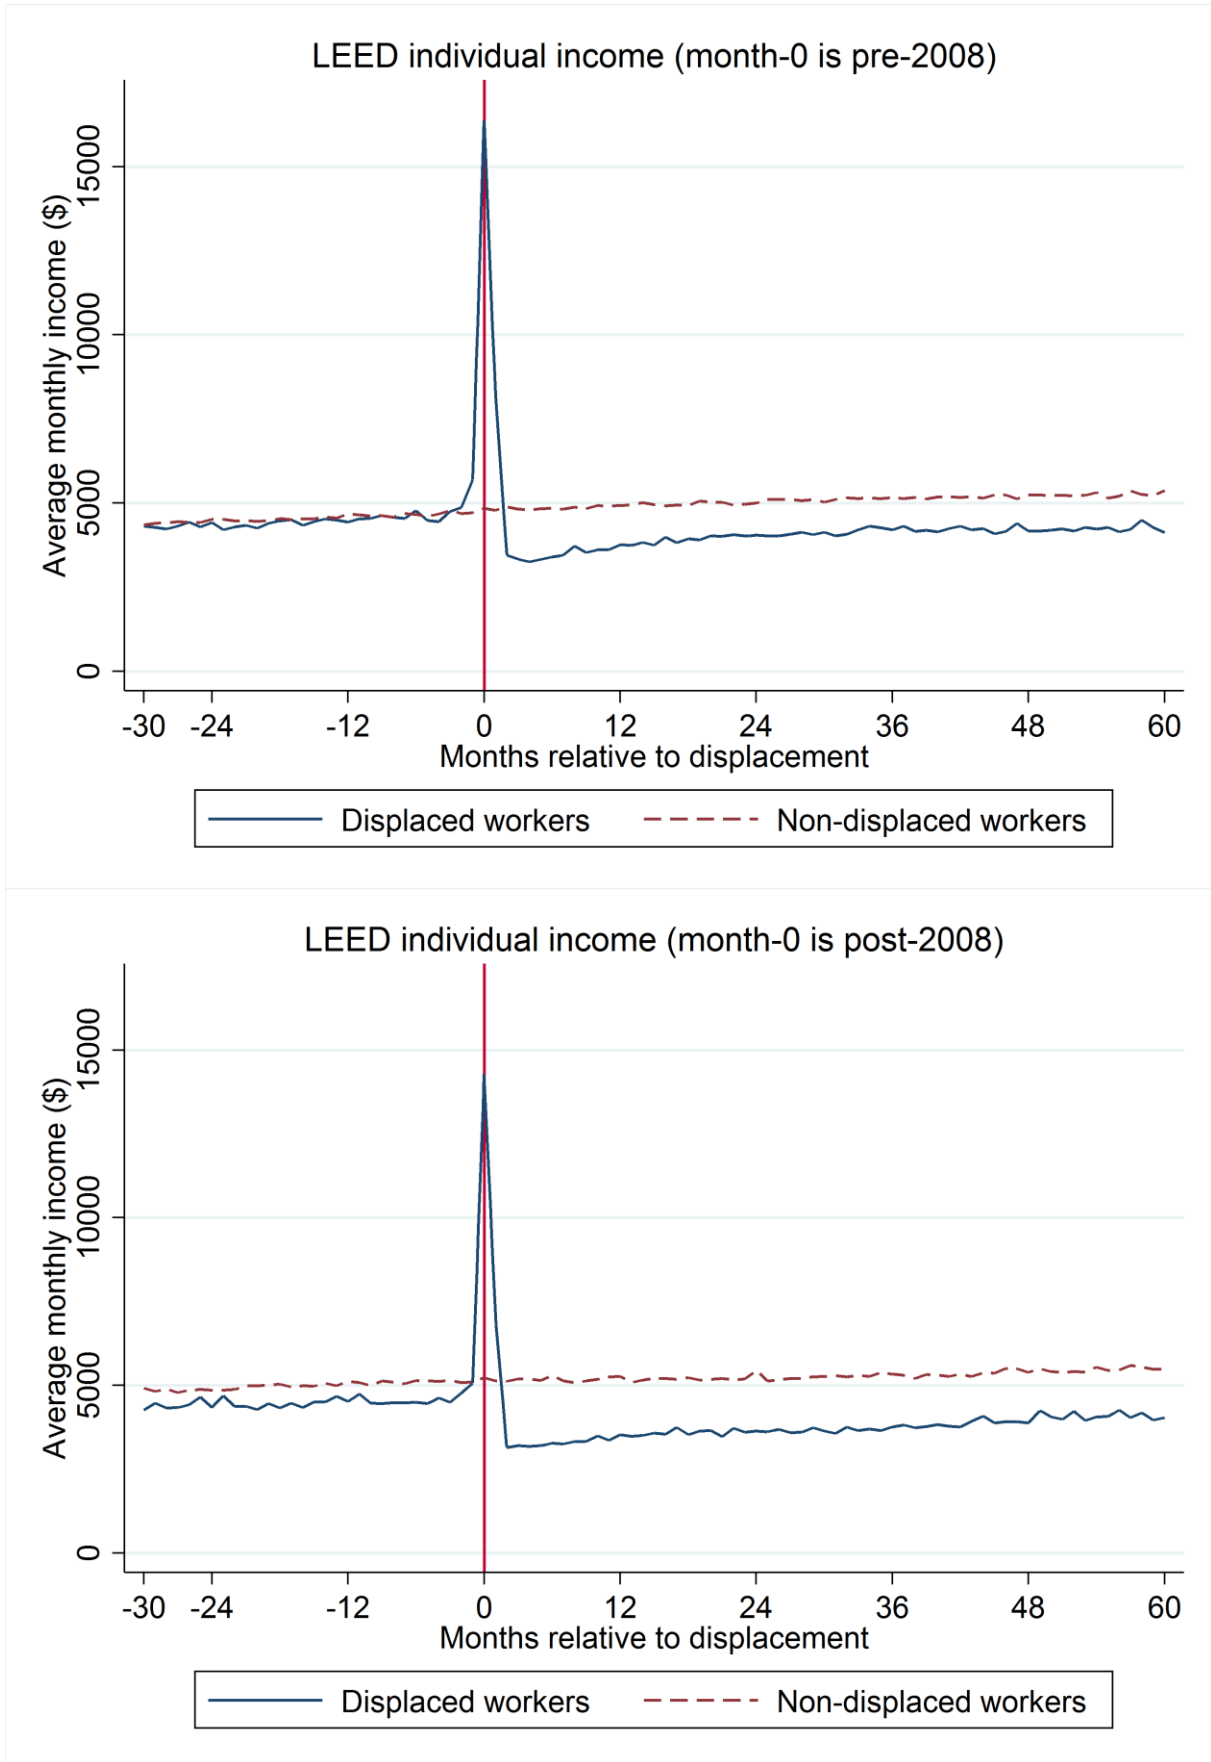 LEED individual income (month-0 is pre-2008)
Average monthly income ($)
15000
10000
5000
0
-30 -24 -12 0 12 24 36 48 60
Months relative to displacement
Displaced workers Non-displaced workers
LEED individual income (month-0 is post-2008)
Average monthly income ($)
15000
10000
5000
0
-30 -24 -12 0 12 24 36 48 60
Months relative to displacement
Displaced workers Non-displaced workers